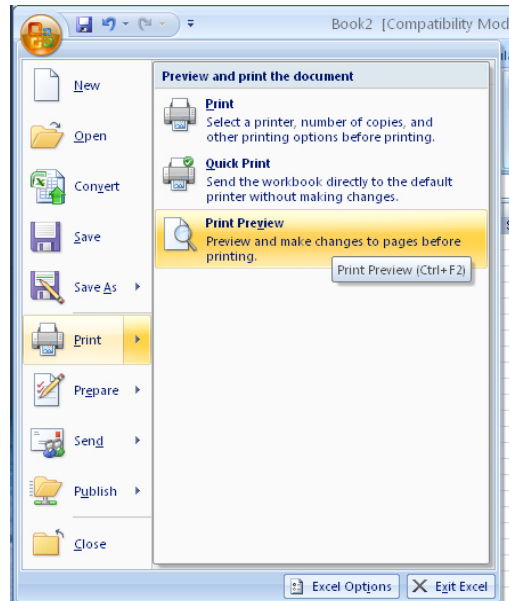 Book2 [Compatibility Mod
New
Open
Convert
Save
Save As
Print
Prepare
Send
Publish
Close
Preview and print the document
Print
Select a printer, number of copies, and
other printing options before printing.
Quick Print
Send the workbook directly to the default
printer without making changes.
Print Preview
Preview and make changes to pages before
printing.
Print Preview (Ctrl+F2)
Excel Options
Exit Excel